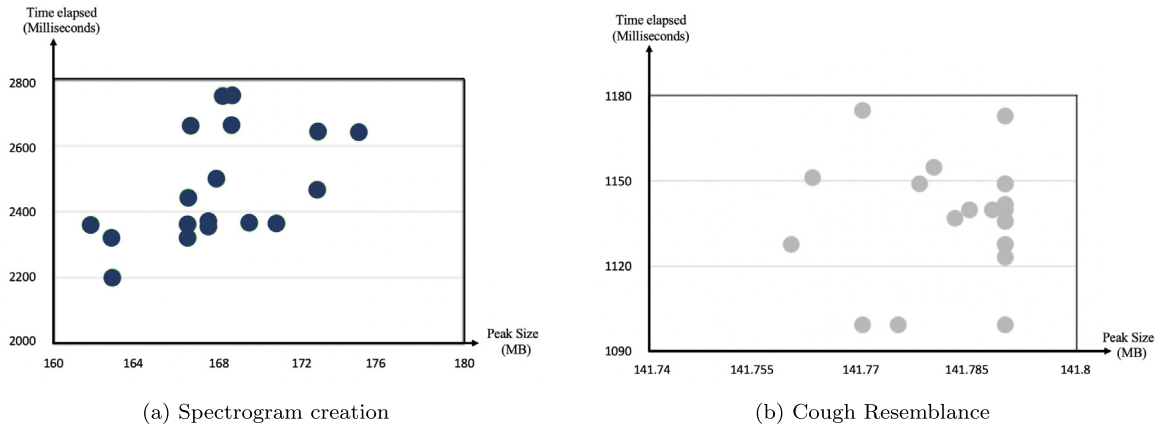 Time elapsed
(Milliseconds)
2800
2600
2400
2200
2000
160 164 168 172 176 180
Peak Size
(MB)
(a) Spectrogram creation
Time elapsed
(Milliseconds)
1180
1150
1120
1090
141.74 141.755 141.77 141.785 141.8
Peak Size
(MB)
(b) Cough Resemblance